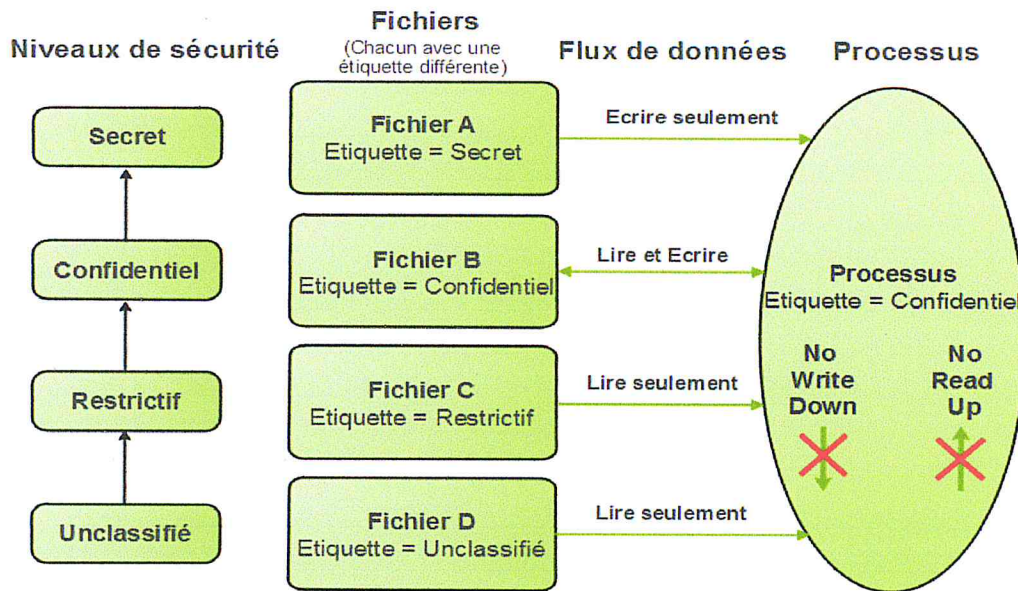 Niveaux de sécurité
Fichiers
(Chacun avec une
étiquette différente)
Flux de données
Processus
Secret
Confidentiel
Restrictif
Unclassifié
Fichier A
Etiquette = Secret
Fichier B
Etiquette = Confidentiel
Fichier C
Etiquette = Restrictif
Fichier D
Etiquette = Unclassifié
Ecrire seulement
Lire et Ecrire
Lire seulement
Lire seulement
Processus
Etiquette = Confidentiel
No
Write
Down
No
Read
Up